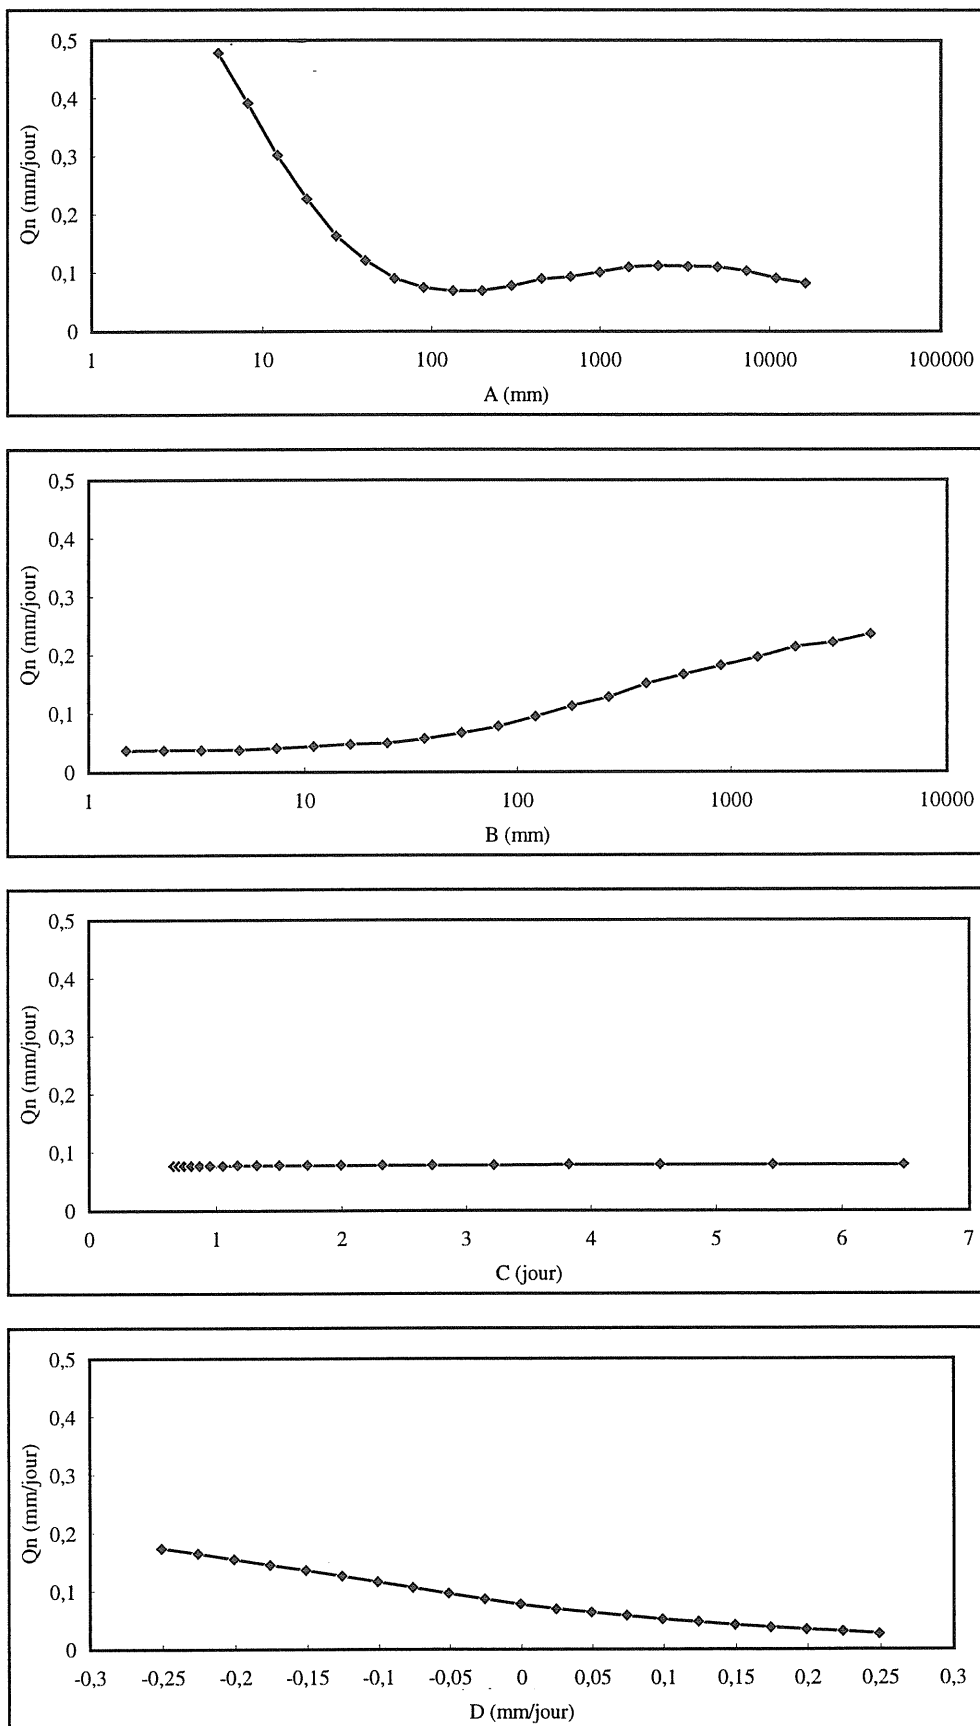 0,5
0,4
0,3
0,2
0,1
0
Qn (mm/jour)
1 10 100 1000 10000 100000
A (mm)
0,5
0,4
0,3
0,2
0,1
0
Qn (mm/jour)
1 10 100 1000 10000
B (mm)
0,5
0,4
0,3
0,2
0,1
0
Qn (mm/jour)
0 1 2 3 4 5 6 7
C (jour)
0,5
0,4
0,3
0,2
0,1
0
Qn (mm/jour)
-0,3 -0,25 -0,2 -0,15 -0,1 -0,05 0 0,05 0,1 0,15 0,2 0,25 0,3
D (mm/jour)